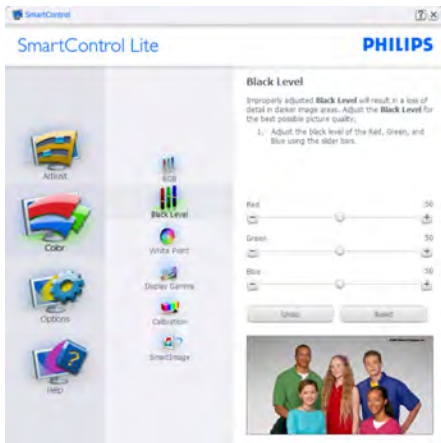 SmartControl
SmartControl Lite
PHILIPS
Black Level
Improperly adjusted Black Level will result in a loss of
detail in darker image areas. Adjust the Black Level for
the best possible picture quality.
1. Adjust the black level of the Red, Green, and
Blue using the slider bars.
Adjust
Color
Options
Help
RGB
Black Level
White Point
Display Gamma
Calibration
SmartImage
Red 50
Green 50
Blue 50
Undo Reset